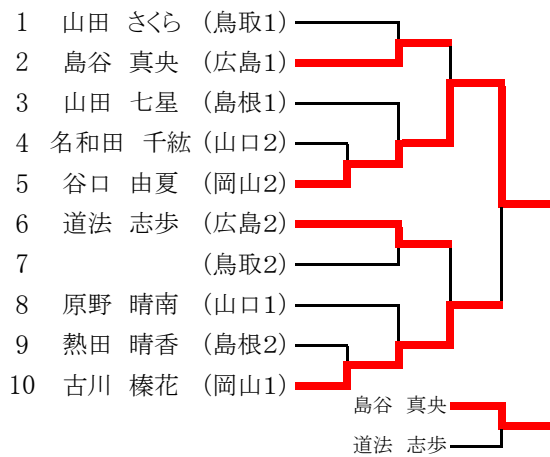 1 山田 さくら (鳥取1)
2 島谷 真央 (広島1)
3 山田 七星 (島根1)
4 名和田 千紘 (山口2)
5 谷口 由夏 (岡山2)
6 道法 志歩 (広島2)
7 (鳥取2)
8 原野 晴南 (山口1)
9 熱田 晴香 (島根2)
10 古川 榛花 (岡山1)
島谷 真央
道法 志歩